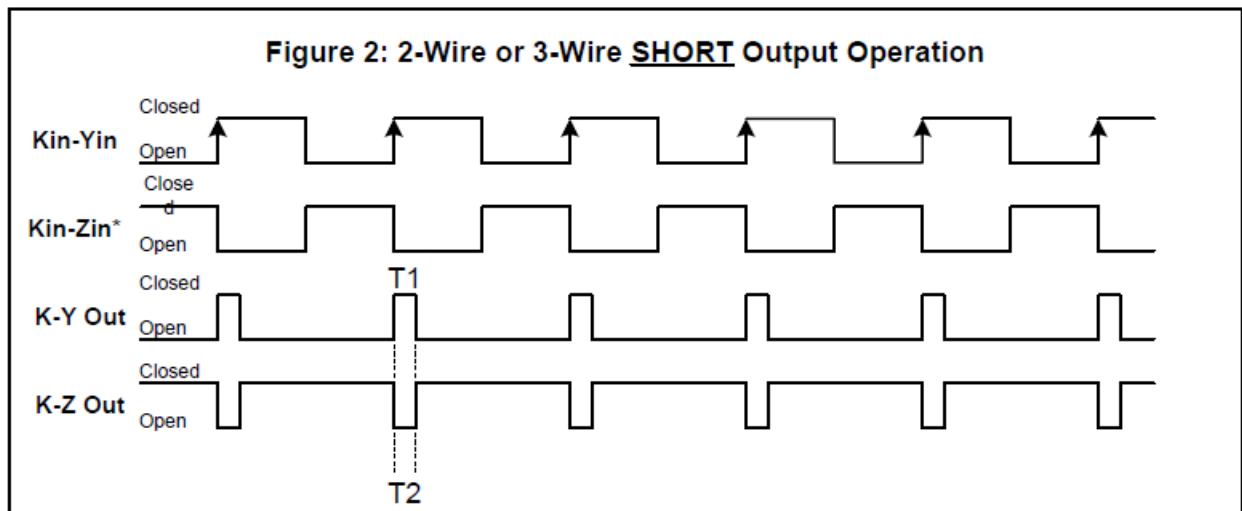 Figure 2: 2-Wire or 3-Wire SHORT Output Operation
Closed
Kin-Yin
Open
Close
d
Kin-Zin*
Open
T1
Closed
K-Y Out
Open
Closed
K-Z Out
Open
T2